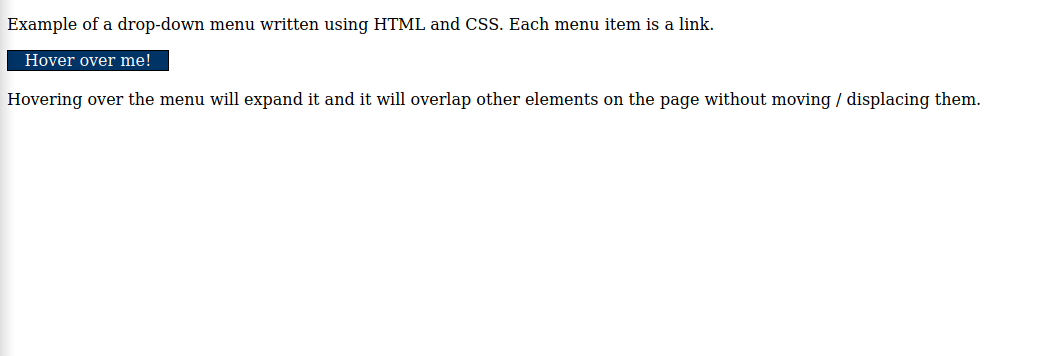 Example of a drop-down menu written using HTML and CSS. Each menu item is a link.
Hover over me!
Hovering over the menu will expand it and it will overlap other elements on the page without moving / displacing them.